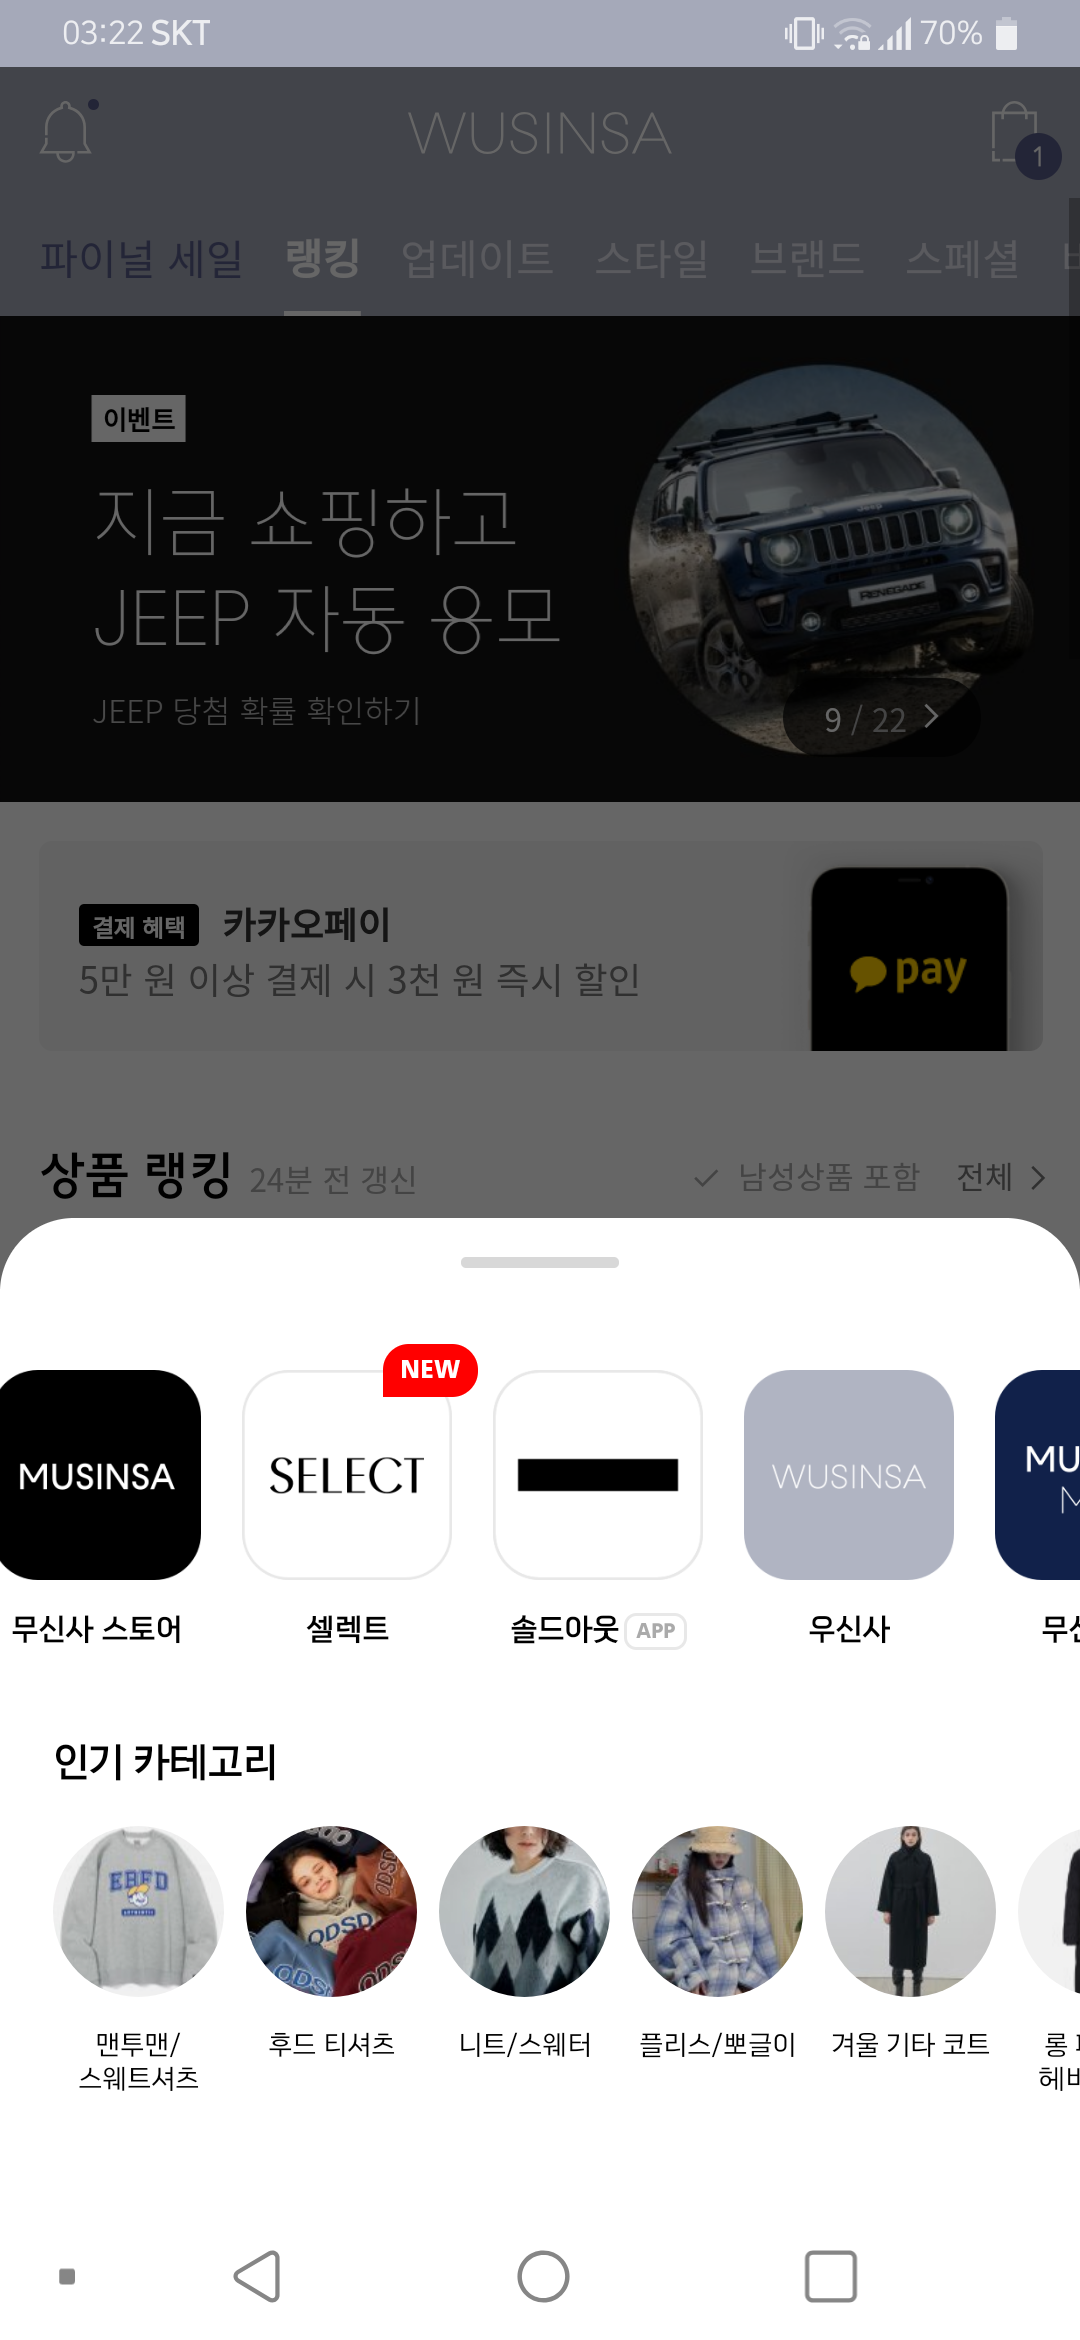 03:22 SKT
70%
WUSINSA
1
파이널 세일 랭킹 업데이트 스타일 브랜드 스페셜
이벤트
지금 쇼핑하고
JEEP 자동 응모
JEEP 당첨 확률 확인하기
Jeep
RENEGADE
9 / 22
결제 혜택 카카오페이
5만 원 이상 결제 시 3천 원 즉시 할인
pay
상품 랭킹 24분 전 갱신 남성상품 포함 전체
NEW
MUSINSA SELECT WUSINSA MU
M
무신사 스토어 셀렉트 솔드아웃 APP 우신사 무신
인기 카테고리
맨투맨/ 후드 티셔츠 니트/스웨터 플리스/뽀글이 겨울 기타 코트 롱
스웨트셔츠 헤비